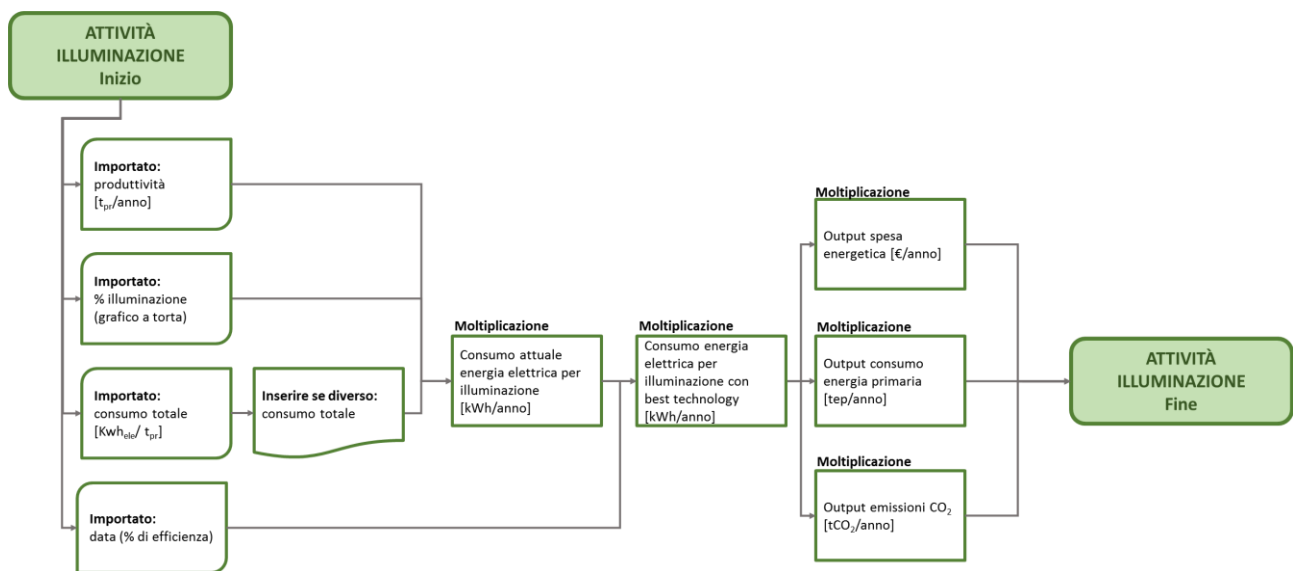 ATTIVITÀ
ILLUMINAZIONE
Inizio
Importato:
produttività
[t_pr/anno]
Importato:
% illuminazione
(grafico a torta)
Importato:
consumo totale
[Kwh_ele/ t_pr]
Inserire se diverso:
consumo totale
Importato:
data (% di efficienza)
Moltiplicazione
Consumo attuale
energia elettrica per
illuminazione
[kWh/anno]
Moltiplicazione
Consumo energia
elettrica per
illuminazione con
best technology
[kWh/anno]
Moltiplicazione
Output spesa
energetica [€/anno]
Moltiplicazione
Output consumo
energia primaria
[tep/anno]
Moltiplicazione
Output emissioni CO₂
[tCO₂/anno]
ATTIVITÀ
ILLUMINAZIONE
Fine